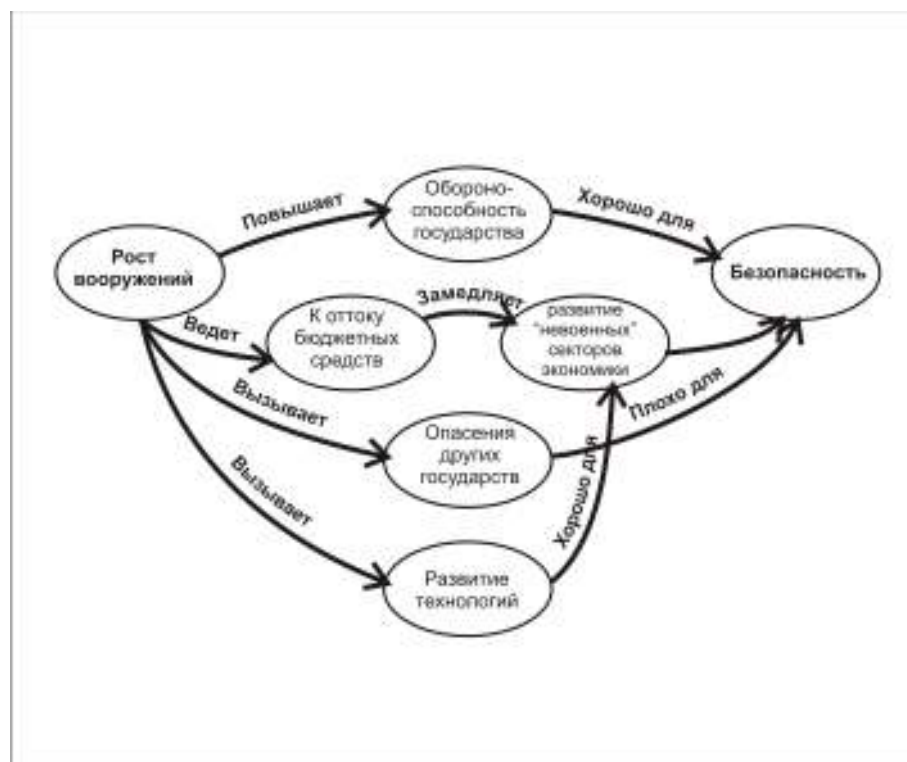 Обороно-
способность
государства
Повышает
Хорошо для
Рост
вооружений
Безопасность
Ведет
К оттоку
бюджетных
средств
Замедляет
развитие
"невоенных"
секторов
экономики
Вызывает
Опасения
других
государств
Плохо для
Хорошо для
Вызывает
Развитие
технологий